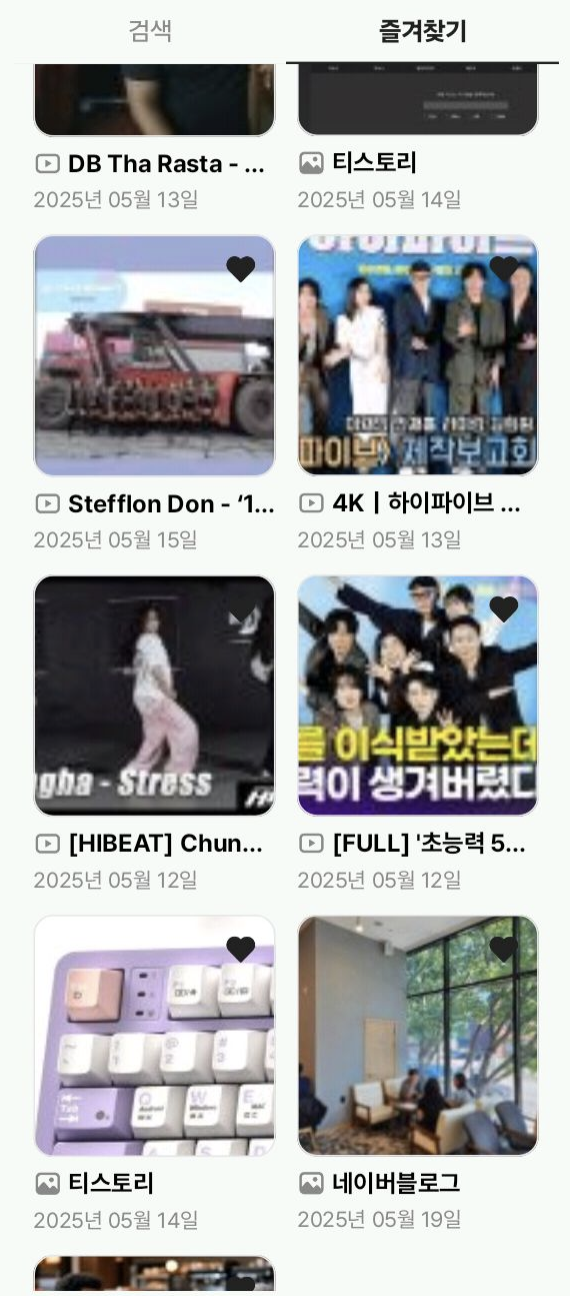 검색
즐겨찾기
DB Tha Rasta - ...
2025년 05월 13일
티스토리
2025년 05월 14일
Stefflon Don - ‘1...
2025년 05월 15일
하이파이브
파이브> 제작보고회
4K | 하이파이브 ...
2025년 05월 13일
ngba - Stress
[HIBEAT] Chun...
2025년 05월 12일
를 이식받았는데
력이 생겨버렸다
[FULL] '초능력 5...
2025년 05월 12일
티스토리
2025년 05월 14일
네이버블로그
2025년 05월 19일